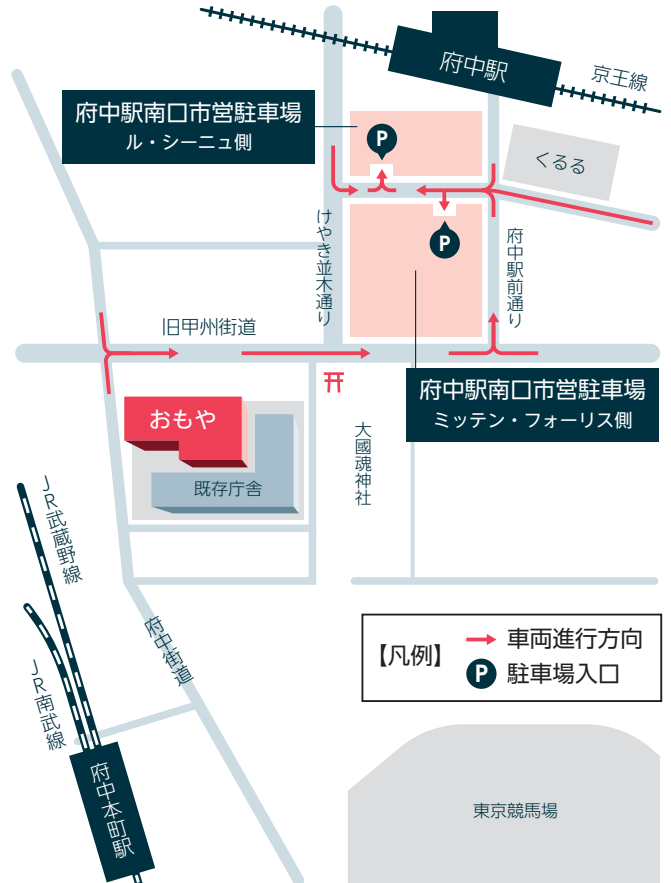 府中駅
京王線
府中駅南口市営駐車場
ル・シーニュ側
P
くるる
けやき並木通り
P
府中駅前通り
旧甲州街道
府中駅南口市営駐車場
ミッテン・フォーリス側
おもや
既存庁舎
大國魂神社
JR武蔵野線
JR南武線
府中街道
【凡例】
車両進行方向
P 駐車場入口
府中本町駅
東京競馬場